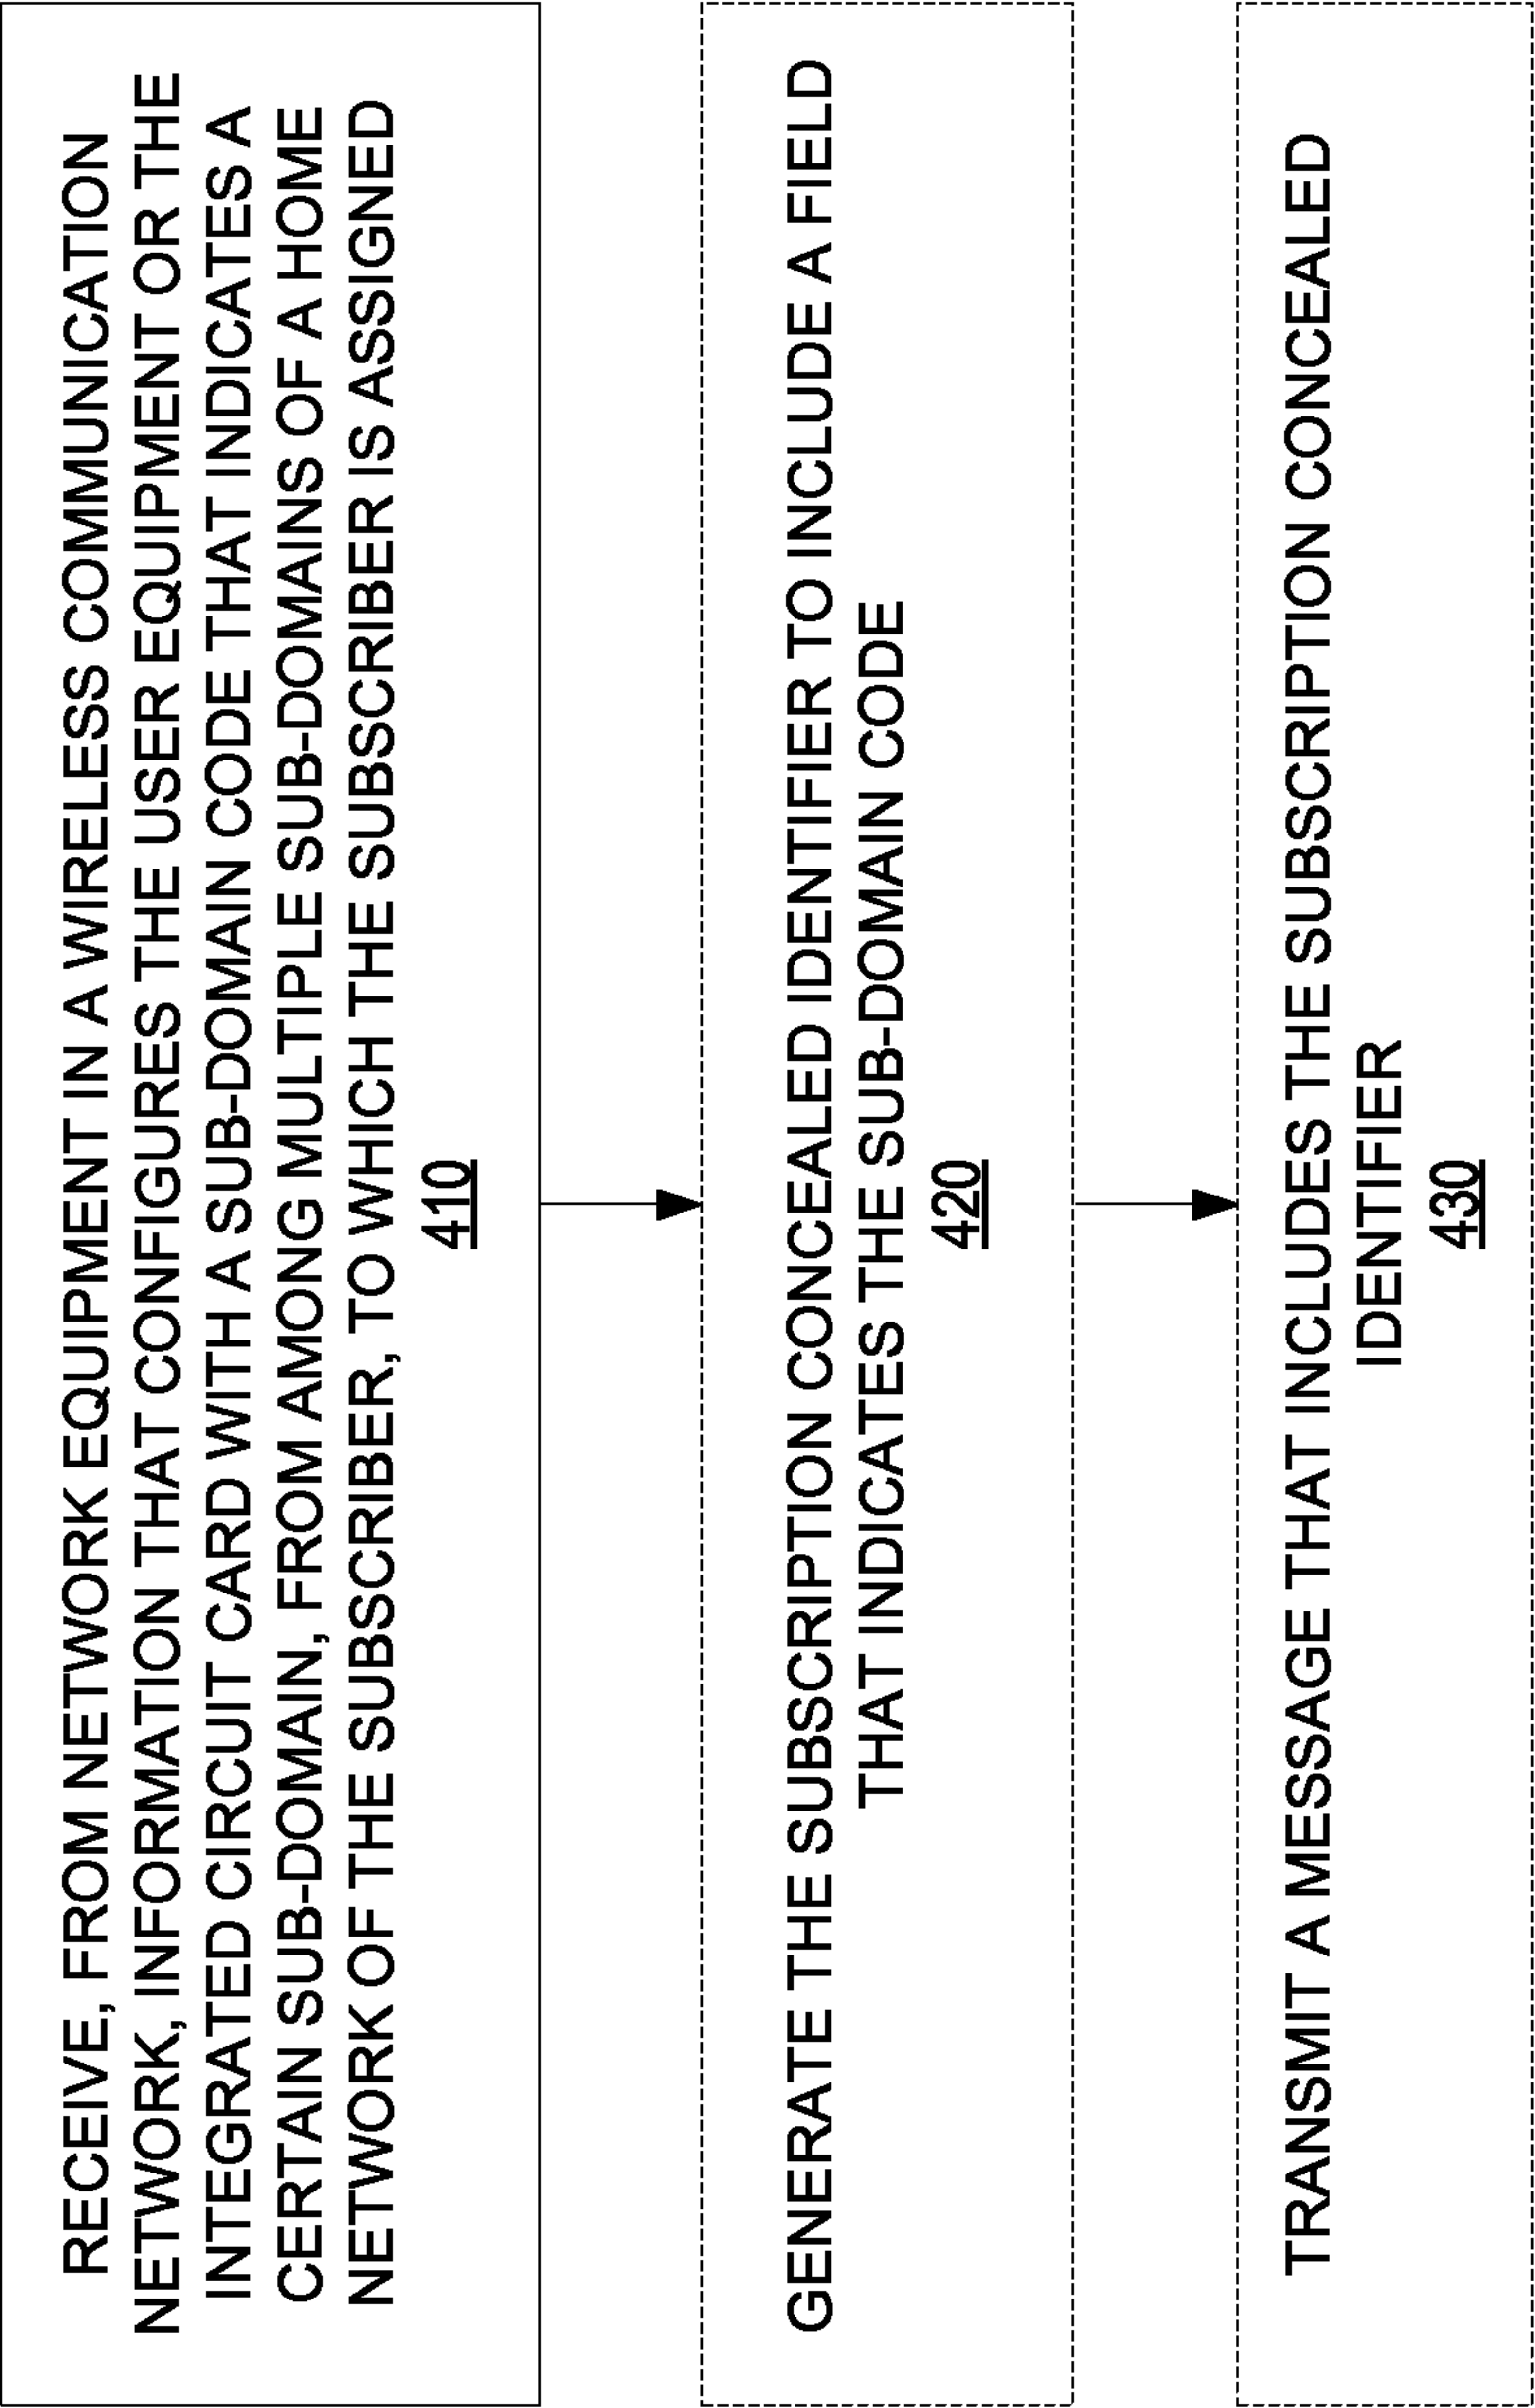 RECEIVE, FROM NETWORK EQUIPMENT IN A WIRELESS COMMUNICATION
NETWORK, INFORMATION THAT CONFIGURES THE USER EQUIPMENT OR THE
INTEGRATED CIRCUIT CARD WITH A SUB-DOMAIN CODE THAT INDICATES A
CERTAIN SUB-DOMAIN, FROM AMONG MULTIPLE SUB-DOMAINS OF A HOME
NETWORK OF THE SUBSCRIBER, TO WHICH THE SUBSCRIBER IS ASSIGNED
410
GENERATE THE SUBSCRIPTION CONCEALED IDENTIFIER TO INCLUDE A FIELD
THAT INDICATES THE SUB-DOMAIN CODE
420
TRANSMIT A MESSAGE THAT INCLUDES THE SUBSCRIPTION CONCEALED
IDENTIFIER
430